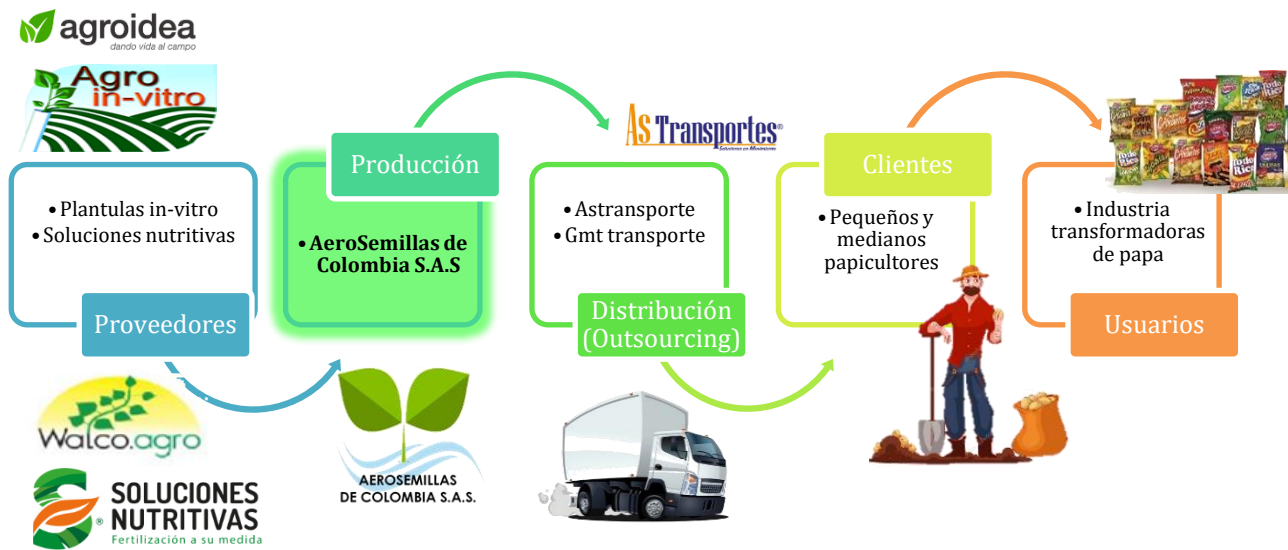 agroidea
dando vida al campo
Agro
in-vitro
• Plantulas in-vitro
• Soluciones nutritivas
Proveedores
Walco.agro
SOLUCIONES
NUTRITIVAS
Fertilización a su medida
Producción
• AeroSemillas de
Colombia S.A.S
AEROSEMILLAS
DE COLOMBIA S.A.S.
AS Transportes
• Astransporte
• Gmt transporte
Distribución
(Outsourcing)
Clientes
• Pequeños y
medianos
papicultores
• Industria
transformadoras
de papa
Usuarios